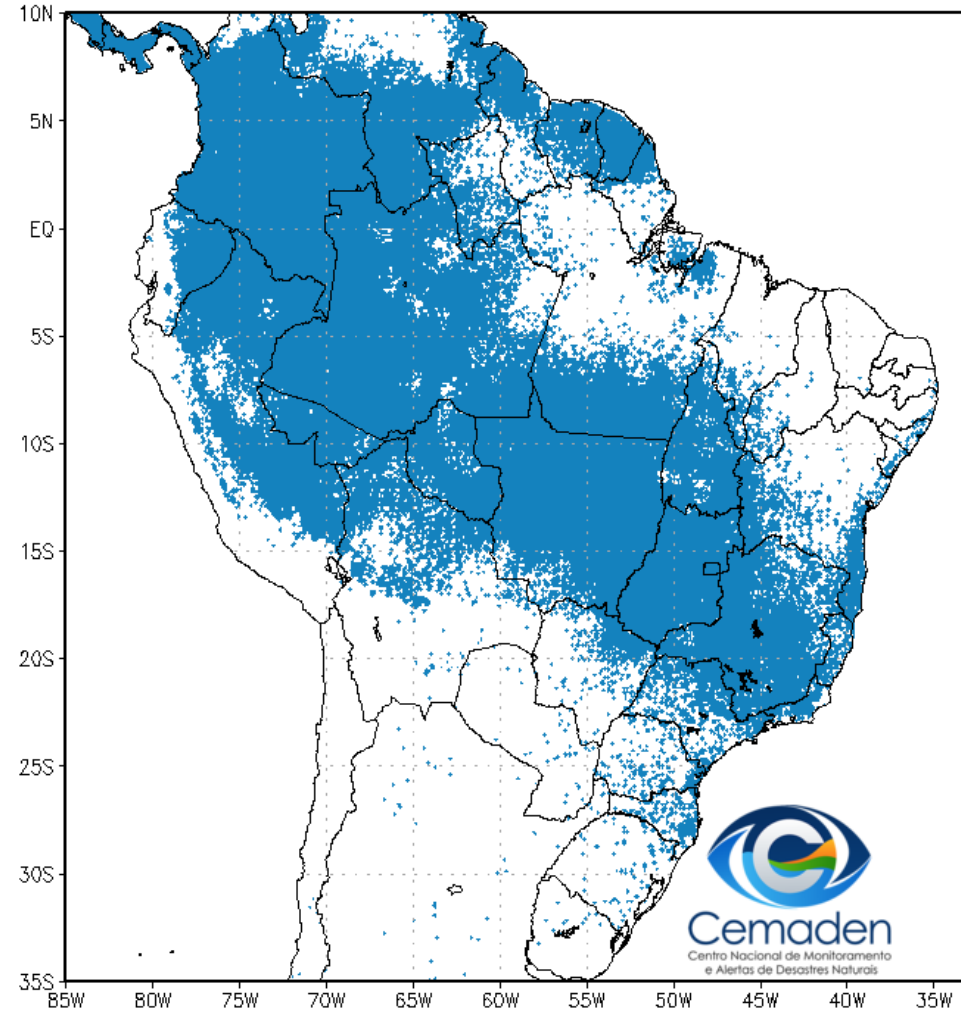 10N
5N
EQ
5S
10S
15S
20S
25S
30S
35S
85W 80W 75W 70W 65W 60W 55W 50W 45W 40W 35W
Cemaden
Centro Nacional de Monitoramento
e Alertas de Desastres Naturais